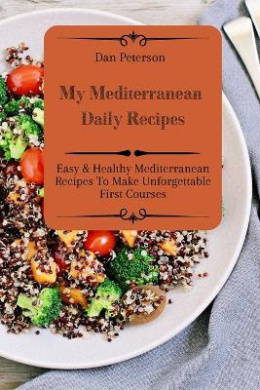 Dan Peterson
My Mediterranean
Daily Recipes
Easy & Healthy Mediterranean
Recipes To Make Unforgettable
First Courses